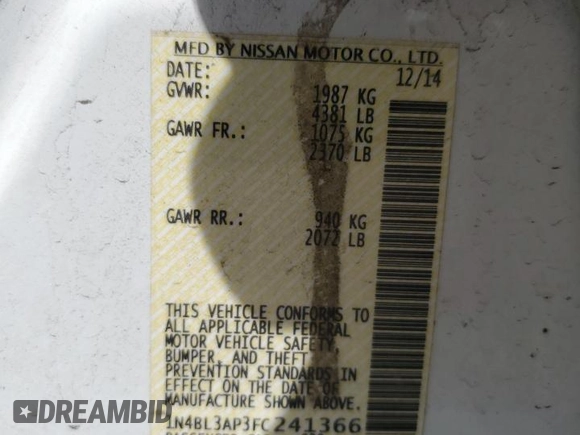 MFD BY NISSAN MOTOR CO., LTD.
DATE: 12/14
GVWR: 1987 KG
4381 LB
GAWR FR.: 1075 KG
2370 LB
GAWR RR.: 940 KG
2072 LB
THIS VEHICLE CONFORMS TO
ALL APPLICABLE FEDERAL
MOTOR VEHICLE SAFETY,
BUMPER, AND THEFT
PREVENTION STANDARDS IN
EFFECT ON THE DATE OF
MANUFACTURE SHOWN ABOVE.
1N4BL3AP3FC241366
DREAMBID